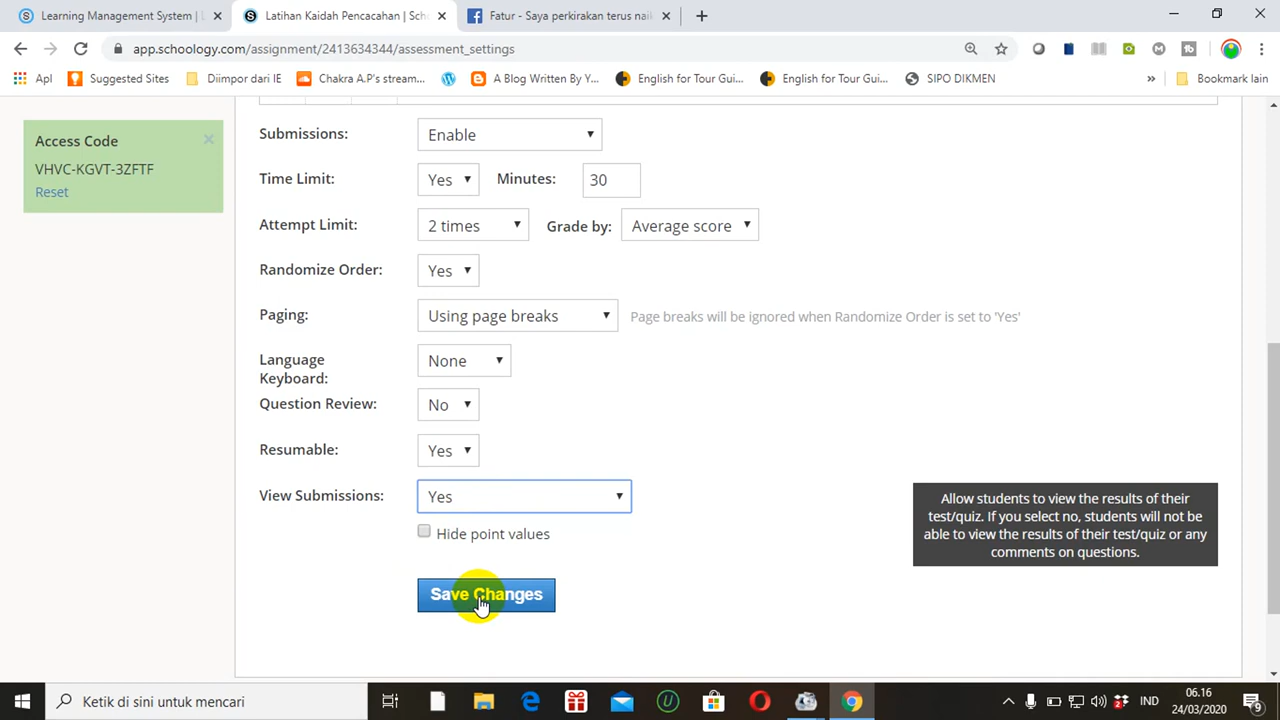 Learning Management System | L
Latihan Kaidah Pencacahan | Sch
Fatur - Saya perkirakan terus naik
app.schoology.com/assignment/2413634344/assessment_settings
Apl
Suggested Sites
Diimpor dari IE
Chakra A.P's stream...
A Blog Written By Y...
English for Tour Gui...
English for Tour Gui...
SIPO DIKMEN
»
Bookmark lain
Access Code
VHVC-KGVT-3ZFTF
Reset
Submissions: Enable
Time Limit: Yes Minutes: 30
Attempt Limit: 2 times Grade by: Average score
Randomize Order: Yes
Paging: Using page breaks Page breaks will be ignored when Randomize Order is set to 'Yes'
Language
Keyboard: None
Question Review: No
Resumable: Yes
View Submissions: Yes
Hide point values
Allow students to view the results of their
test/quiz. If you select no, students will not be
able to view the results of their test/quiz or any
comments on questions.
Save Changes
Ketik di sini untuk mencari
IND
06.16
24/03/2020